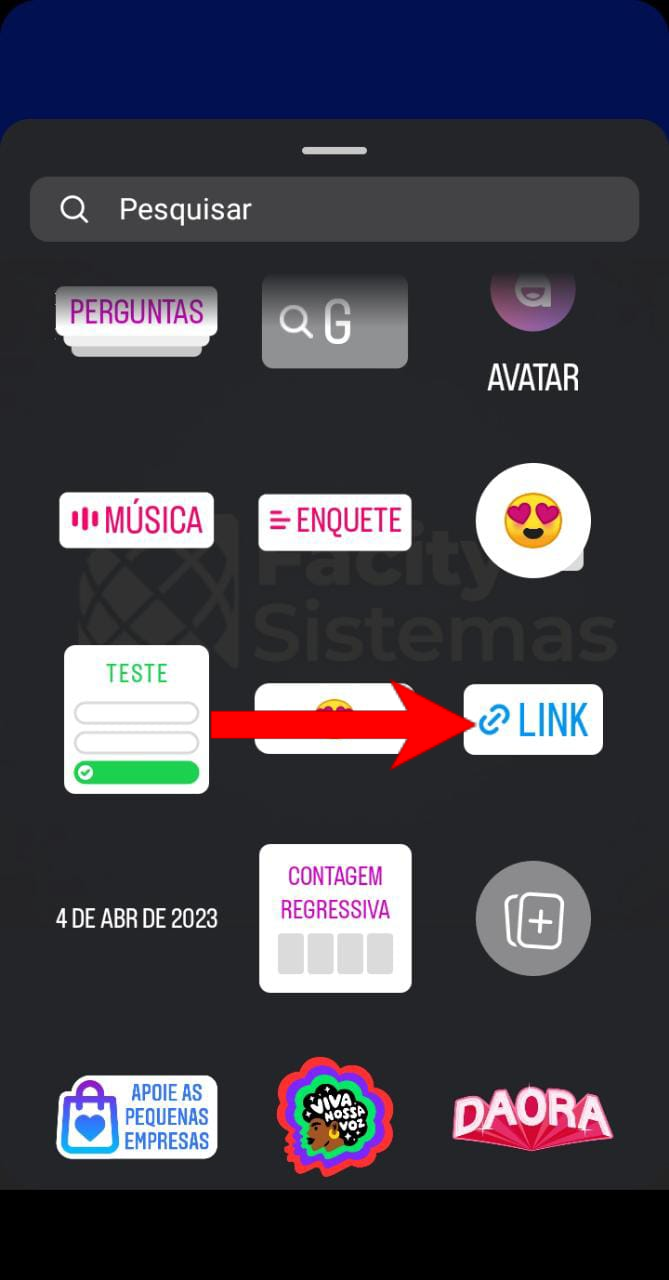 Pesquisar
PERGUNTAS
G
AVATAR
MÚSICA
ENQUETE
Facity
Sistemas
TESTE
LINK
4 DE ABR DE 2023
CONTAGEM
REGRESSIVA
APOIE AS
PEQUENAS
EMPRESAS
VIVA
NOSSA
VOZ
DAORA